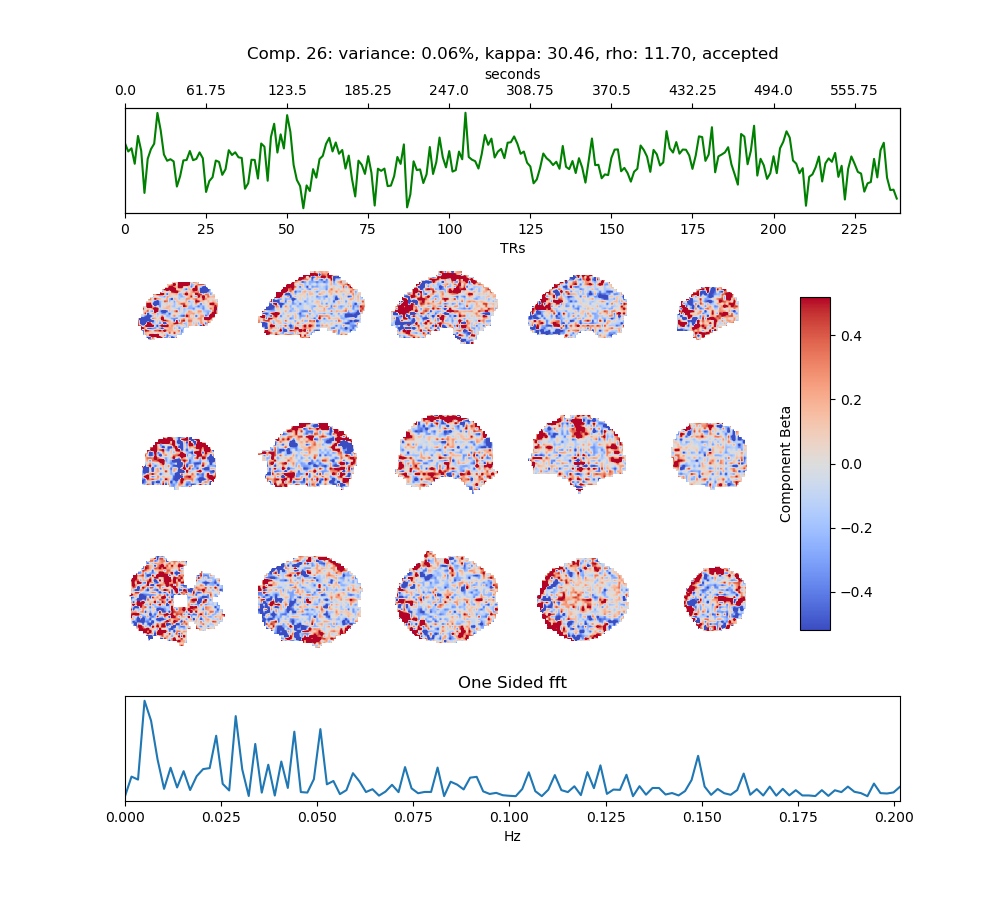 Comp. 26: variance: 0.06%, kappa: 30.46, rho: 11.70, accepted
seconds
0.0 61.75 123.5 185.25 247.0 308.75 370.5 432.25 494.0 555.75
0 25 50 75 100 125 150 175 200 225
TRs
0.4
0.2
0.0
−0.2
−0.4
Component Beta
One Sided fft
0.000 0.025 0.050 0.075 0.100 0.125 0.150 0.175 0.200
Hz